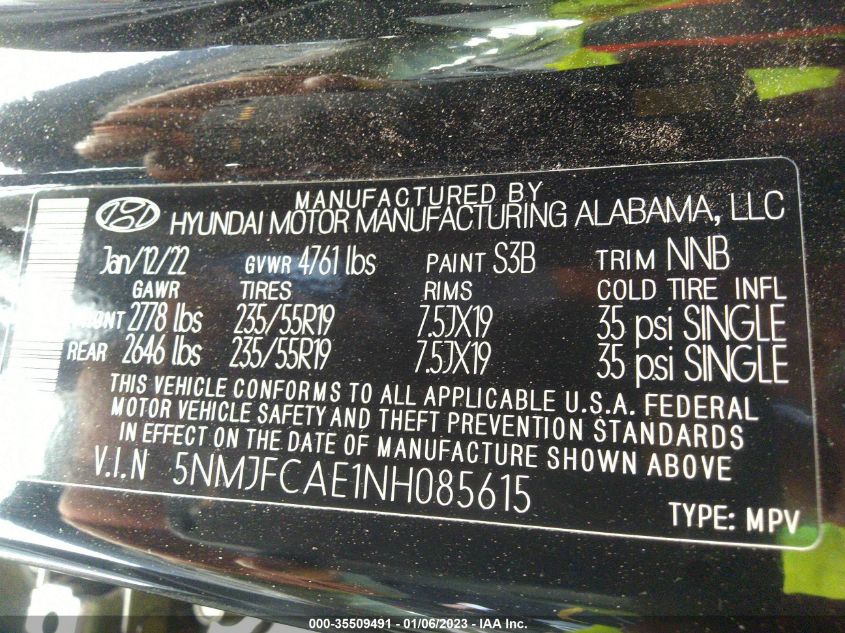 MANUFACTURED BY
HYUNDAI MOTOR MANUFACTURING ALABAMA, LLC
Jan/12/22 GVWR 4761 lbs PAINT S3B TRIM NNB
GAWR TIRES RIMS COLD TIRE INFL
2778 lbs 235/55R19 7.5JX19 35 psi SINGLE
REAR 2646 lbs 235/55R19 7.5JX19 35 psi SINGLE
THIS VEHICLE CONFORMS TO ALL APPLICABLE U.S.A. FEDERAL
MOTOR VEHICLE SAFETY AND THEFT PREVENTION STANDARDS
IN EFFECT ON THE DATE OF MANUFACTURE SHOWN ABOVE
V.I.N 5NMJFCAE1NH085615
TYPE: MPV
000-35509491 - 01/06/2023 - IAA Inc.